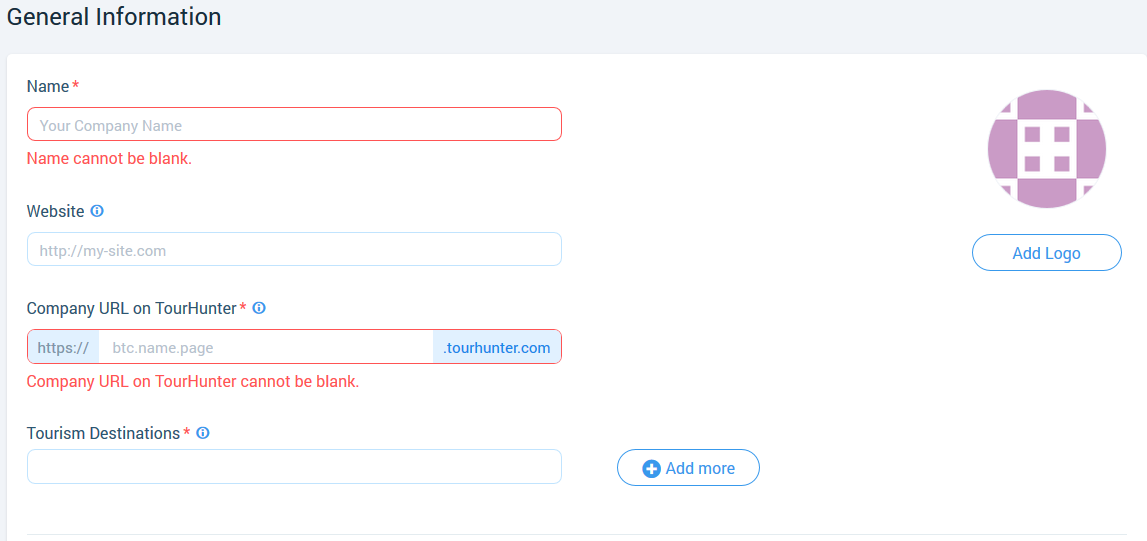 General Information
Name *
Your Company Name
Name cannot be blank.
Website
http://my-site.com
Add Logo
Company URL on TourHunter *
https:// btc.name.page .tourhunter.com
Company URL on TourHunter cannot be blank.
Tourism Destinations *
Add more